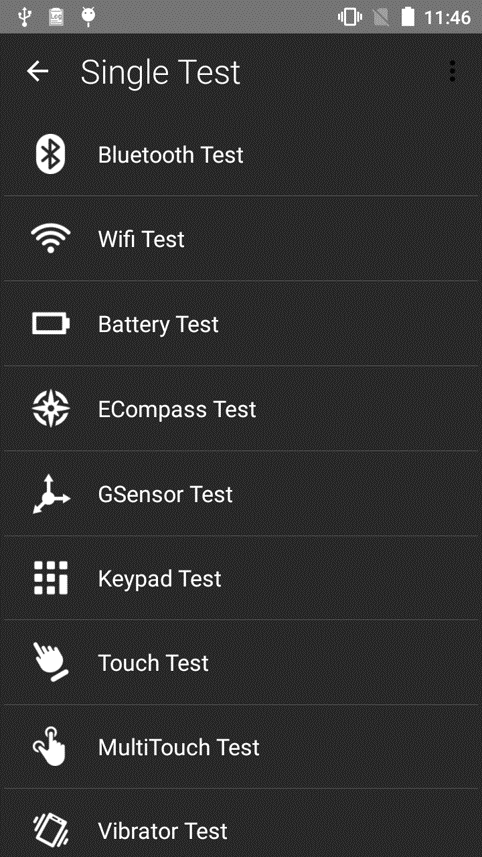 11:46
Single Test
Bluetooth Test
Wifi Test
Battery Test
ECompass Test
GSensor Test
Keypad Test
Touch Test
MultiTouch Test
Vibrator Test